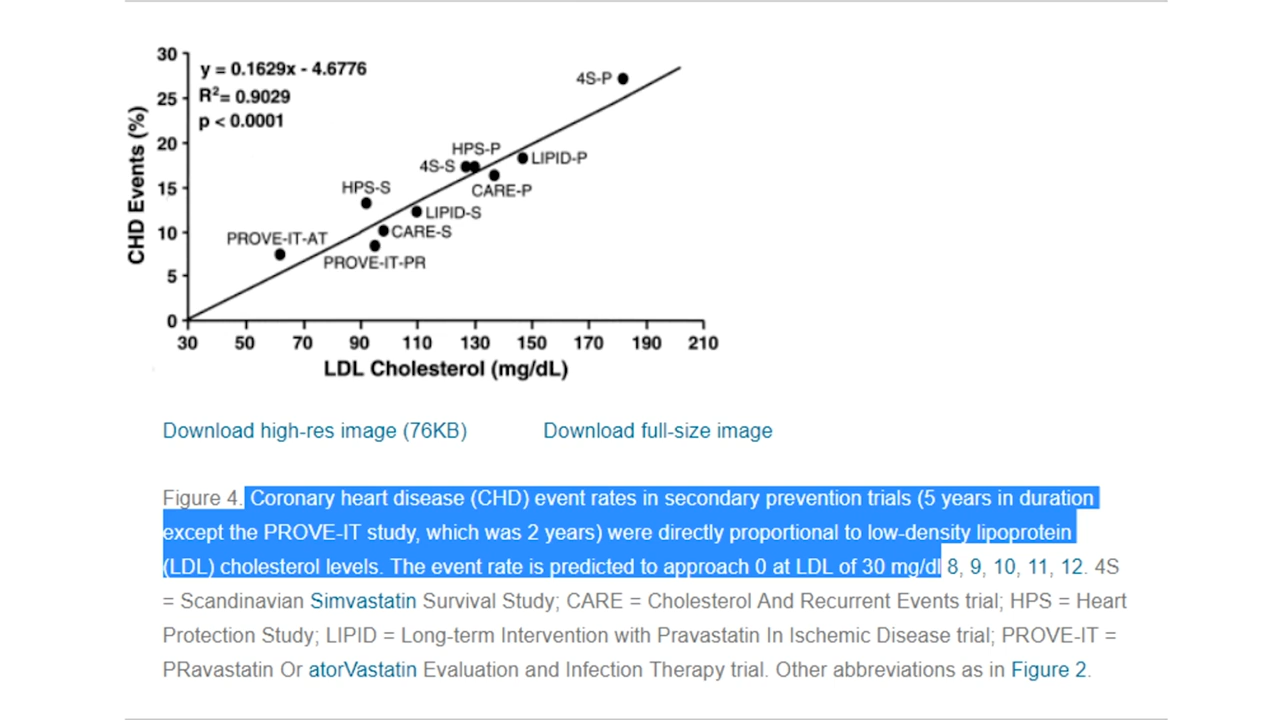 30
y = 0.1629x - 4.6776
R²= 0.9029
p < 0.0001
25
20
15
10
5
0
CHD Events (%)
4S-P
HPS-P
4S-S
LIPID-P
CARE-P
HPS-S
LIPID-S
CARE-S
PROVE-IT-AT
PROVE-IT-PR
30 50 70 90 110 130 150 170 190 210
LDL Cholesterol (mg/dL)
Download high-res image (76KB) Download full-size image
Figure 4. Coronary heart disease (CHD) event rates in secondary prevention trials (5 years in duration
except the PROVE-IT study, which was 2 years) were directly proportional to low-density lipoprotein
(LDL) cholesterol levels. The event rate is predicted to approach 0 at LDL of 30 mg/dl 8, 9, 10, 11, 12. 4S
= Scandinavian Simvastatin Survival Study; CARE = Cholesterol And Recurrent Events trial; HPS = Heart
Protection Study; LIPID = Long-term Intervention with Pravastatin In Ischemic Disease trial; PROVE-IT =
PRavastatin Or atorVastatin Evaluation and Infection Therapy trial. Other abbreviations as in Figure 2.